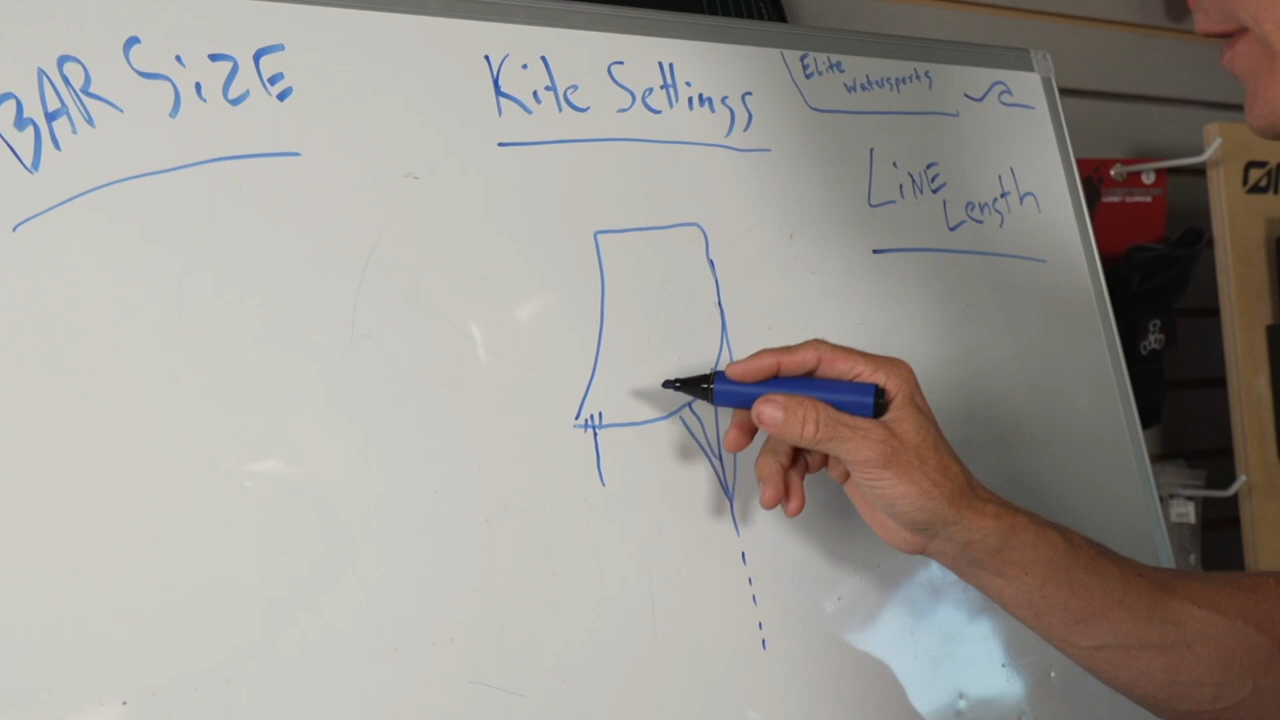 BAR SiZE
Kite Settings
ELite
Watersports
LiNE
Length